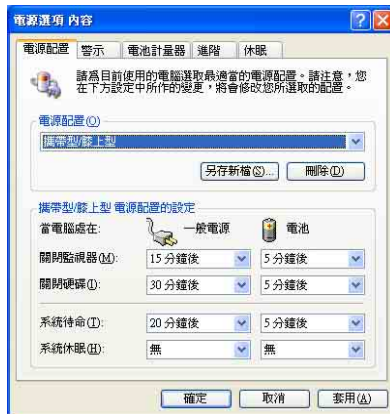 電源選項 內容
電源配置 警示 電池計量器 進階 休眠
請為目前使用的電腦選取最適當的電源配置。請注意，您
在下方設定中所作的變更，將會修改您所選取的配置。
電源配置(O)
攜帶型/膝上型
另存新檔(S)... 刪除(D)
攜帶型/膝上型 電源配置的設定
當電腦處在: 一般電源 電池
關閉監視器(M): 15 分鐘後 5 分鐘後
關閉硬碟(I): 30 分鐘後 5 分鐘後
系統待命(T): 20 分鐘後 5 分鐘後
系統休眠(H): 無 無
確定 取消 套用(A)